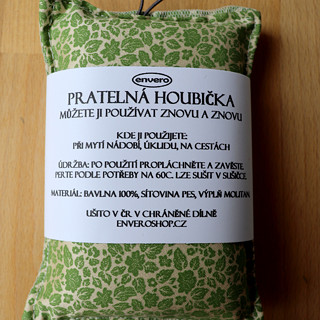 envero
PRATELNÁ HOUBIČKA
MŮŽETE JI POUŽÍVAT ZNOVU A ZNOVU
KDE JI POUŽIJETE:
PŘI MYTÍ NÁDOBÍ, ÚKLIDU, NA CESTÁCH
ÚDRŽBA: PO POUŽITÍ PROPLÁCHNĚTE A ZAVĚSTE.
PERTE PODLE POTŘEBY NA 60C. LZE SUŠIT V SUŠIČCE.
MATERIÁL: BAVLNA 100%, SÍŤOVINA PES, VÝPLŇ MOLITAN
UŠITO V ČR V CHRÁNĚNÉ DÍLNĚ
ENVEROSHOP.CZ